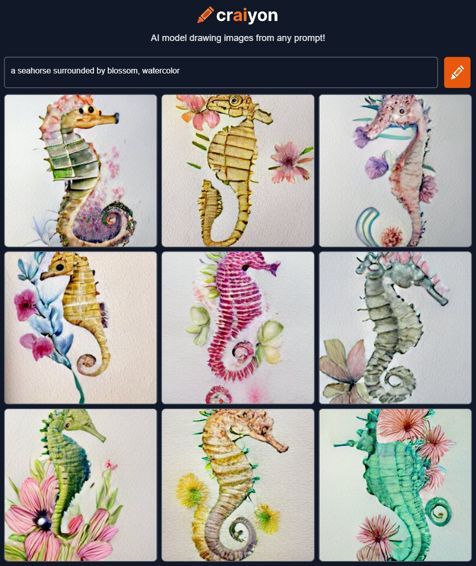 craiyon
AI model drawing images from any prompt!
a seahorse surrounded by blossom, watercolor